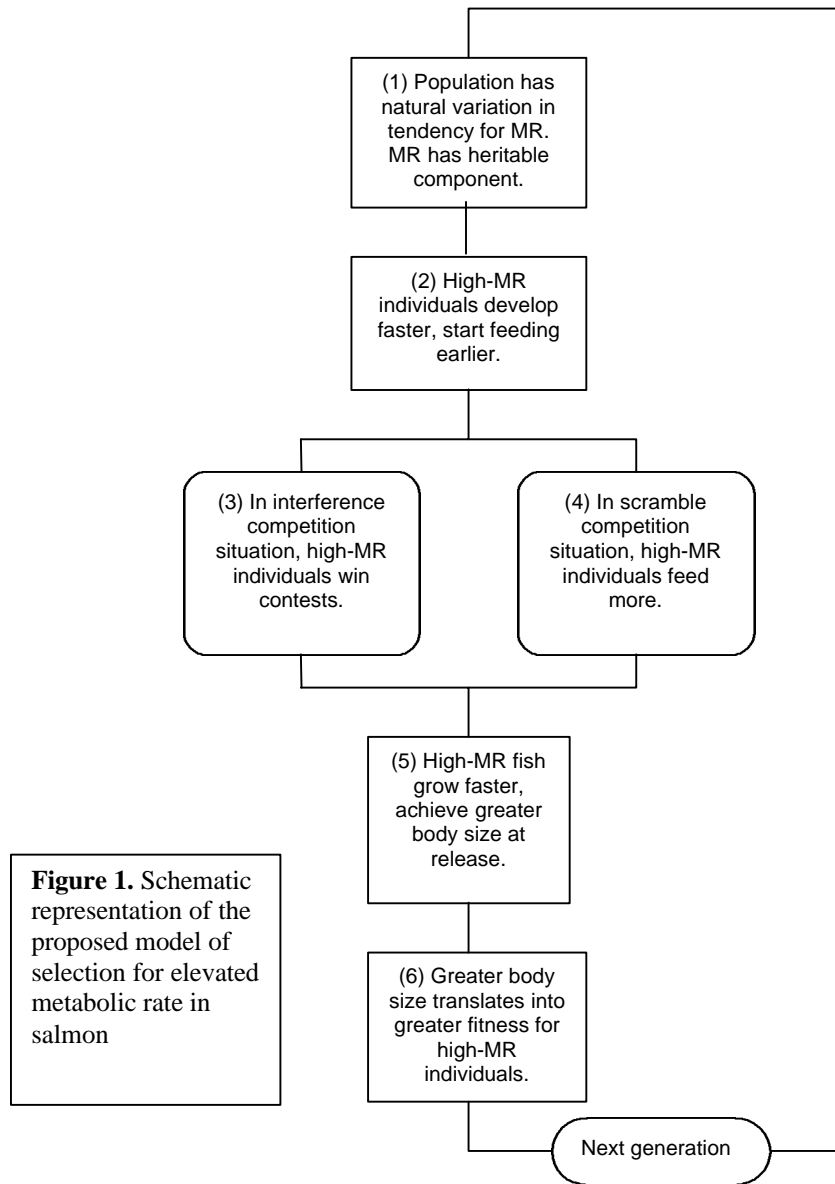 (1) Population has
natural variation in
tendency for MR.
MR has heritable
component.
(2) High-MR
individuals develop
faster, start feeding
earlier.
(3) In interference
competition
situation, high-MR
individuals win
contests.
(4) In scramble
competition
situation, high-MR
individuals feed
more.
(5) High-MR fish
grow faster,
achieve greater
body size at
release.
Figure 1. Schematic
representation of the
proposed model of
selection for elevated
metabolic rate in
salmon
(6) Greater body
size translates into
greater fitness for
high-MR
individuals.
Next generation